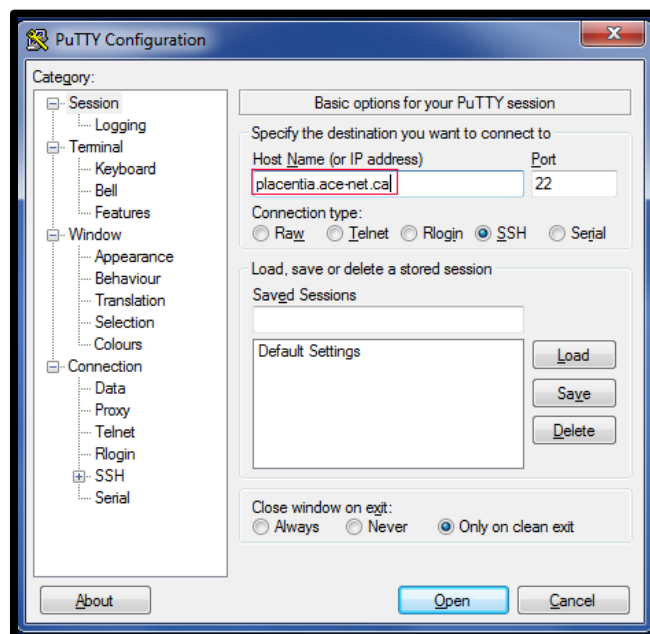 PuTTY Configuration
Category:
Session
Logging
Terminal
Keyboard
Bell
Features
Window
Appearance
Behaviour
Translation
Selection
Colours
Connection
Data
Proxy
Telnet
Rlogin
SSH
Serial
Basic options for your PuTTY session
Specify the destination you want to connect to
Host Name (or IP address) Port
placentia.ace-net.ca 22
Connection type:
Raw Telnet Rlogin SSH Serial
Load, save or delete a stored session
Saved Sessions
Default Settings
Load
Save
Delete
Close window on exit:
Always Never Only on clean exit
About Open Cancel